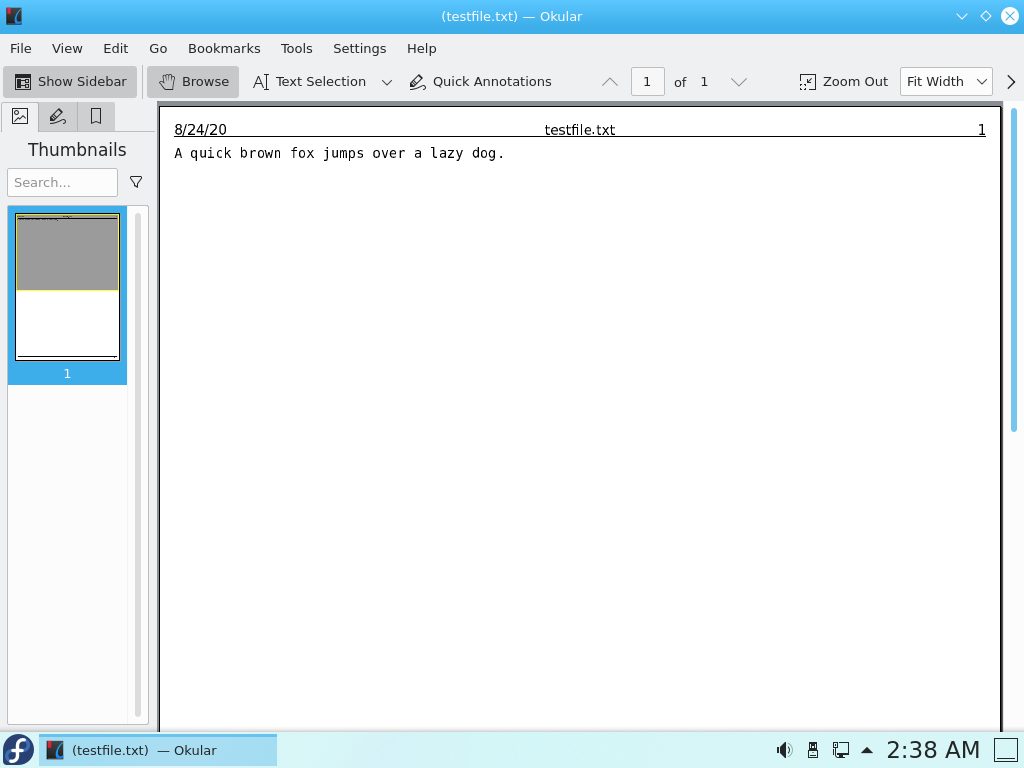 (testfile.txt) — Okular
File View Edit Go Bookmarks Tools Settings Help
Show Sidebar Browse Text Selection Quick Annotations 1 of 1 Zoom Out Fit Width
Thumbnails
Search...
1
8/24/20 testfile.txt 1
A quick brown fox jumps over a lazy dog.
(testfile.txt) — Okular
2:38 AM